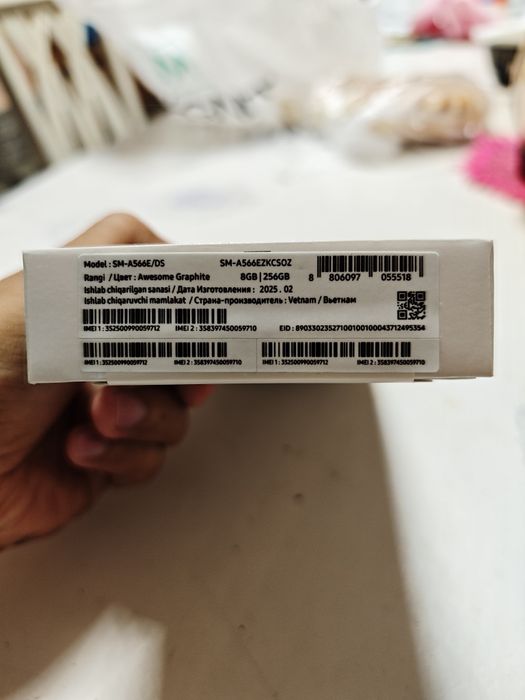 Model : SM-A566E/DS SM-A566EZKCSOZ
Rangi / Цвет : Awesome Graphite 8GB|256GB
8 806097 055518
Ishlab chiqarilgan sanasi / Дата Изготовления : 2025 . 02
Ishlab chiqaruvchi mamlakat / Страна-производитель : Vetnam / Вьетнам
IMEI 1 : 352500990059712 IMEI 2 : 358397450059710 EID : 89033023527100100100043712495354
IMEI 1 : 352500990059712 IMEI 2 : 358397450059710 IMEI 1 : 352500990059712 IMEI 2 : 358397450059710